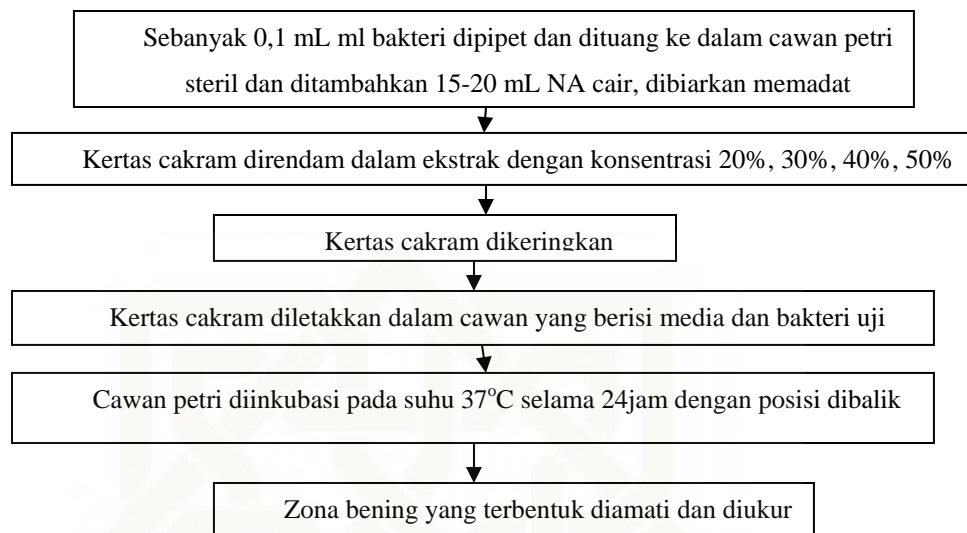 Sebanyak 0,1 mL ml bakteri dipipet dan dituang ke dalam cawan petri
steril dan ditambahkan 15-20 mL NA cair, dibiarkan memadat
Kertas cakram direndam dalam ekstrak dengan konsentrasi 20%, 30%, 40%, 50%
Kertas cakram dikeringkan
Kertas cakram diletakkan dalam cawan yang berisi media dan bakteri uji
Cawan petri diinkubasi pada suhu 37°C selama 24jam dengan posisi dibalik
Zona bening yang terbentuk diamati dan diukur